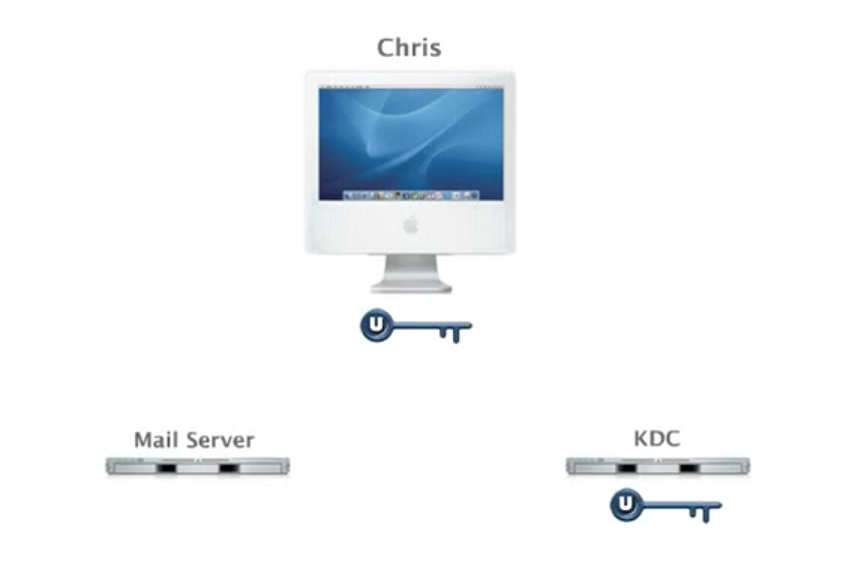 Chris
U
Mail Server
KDC
U